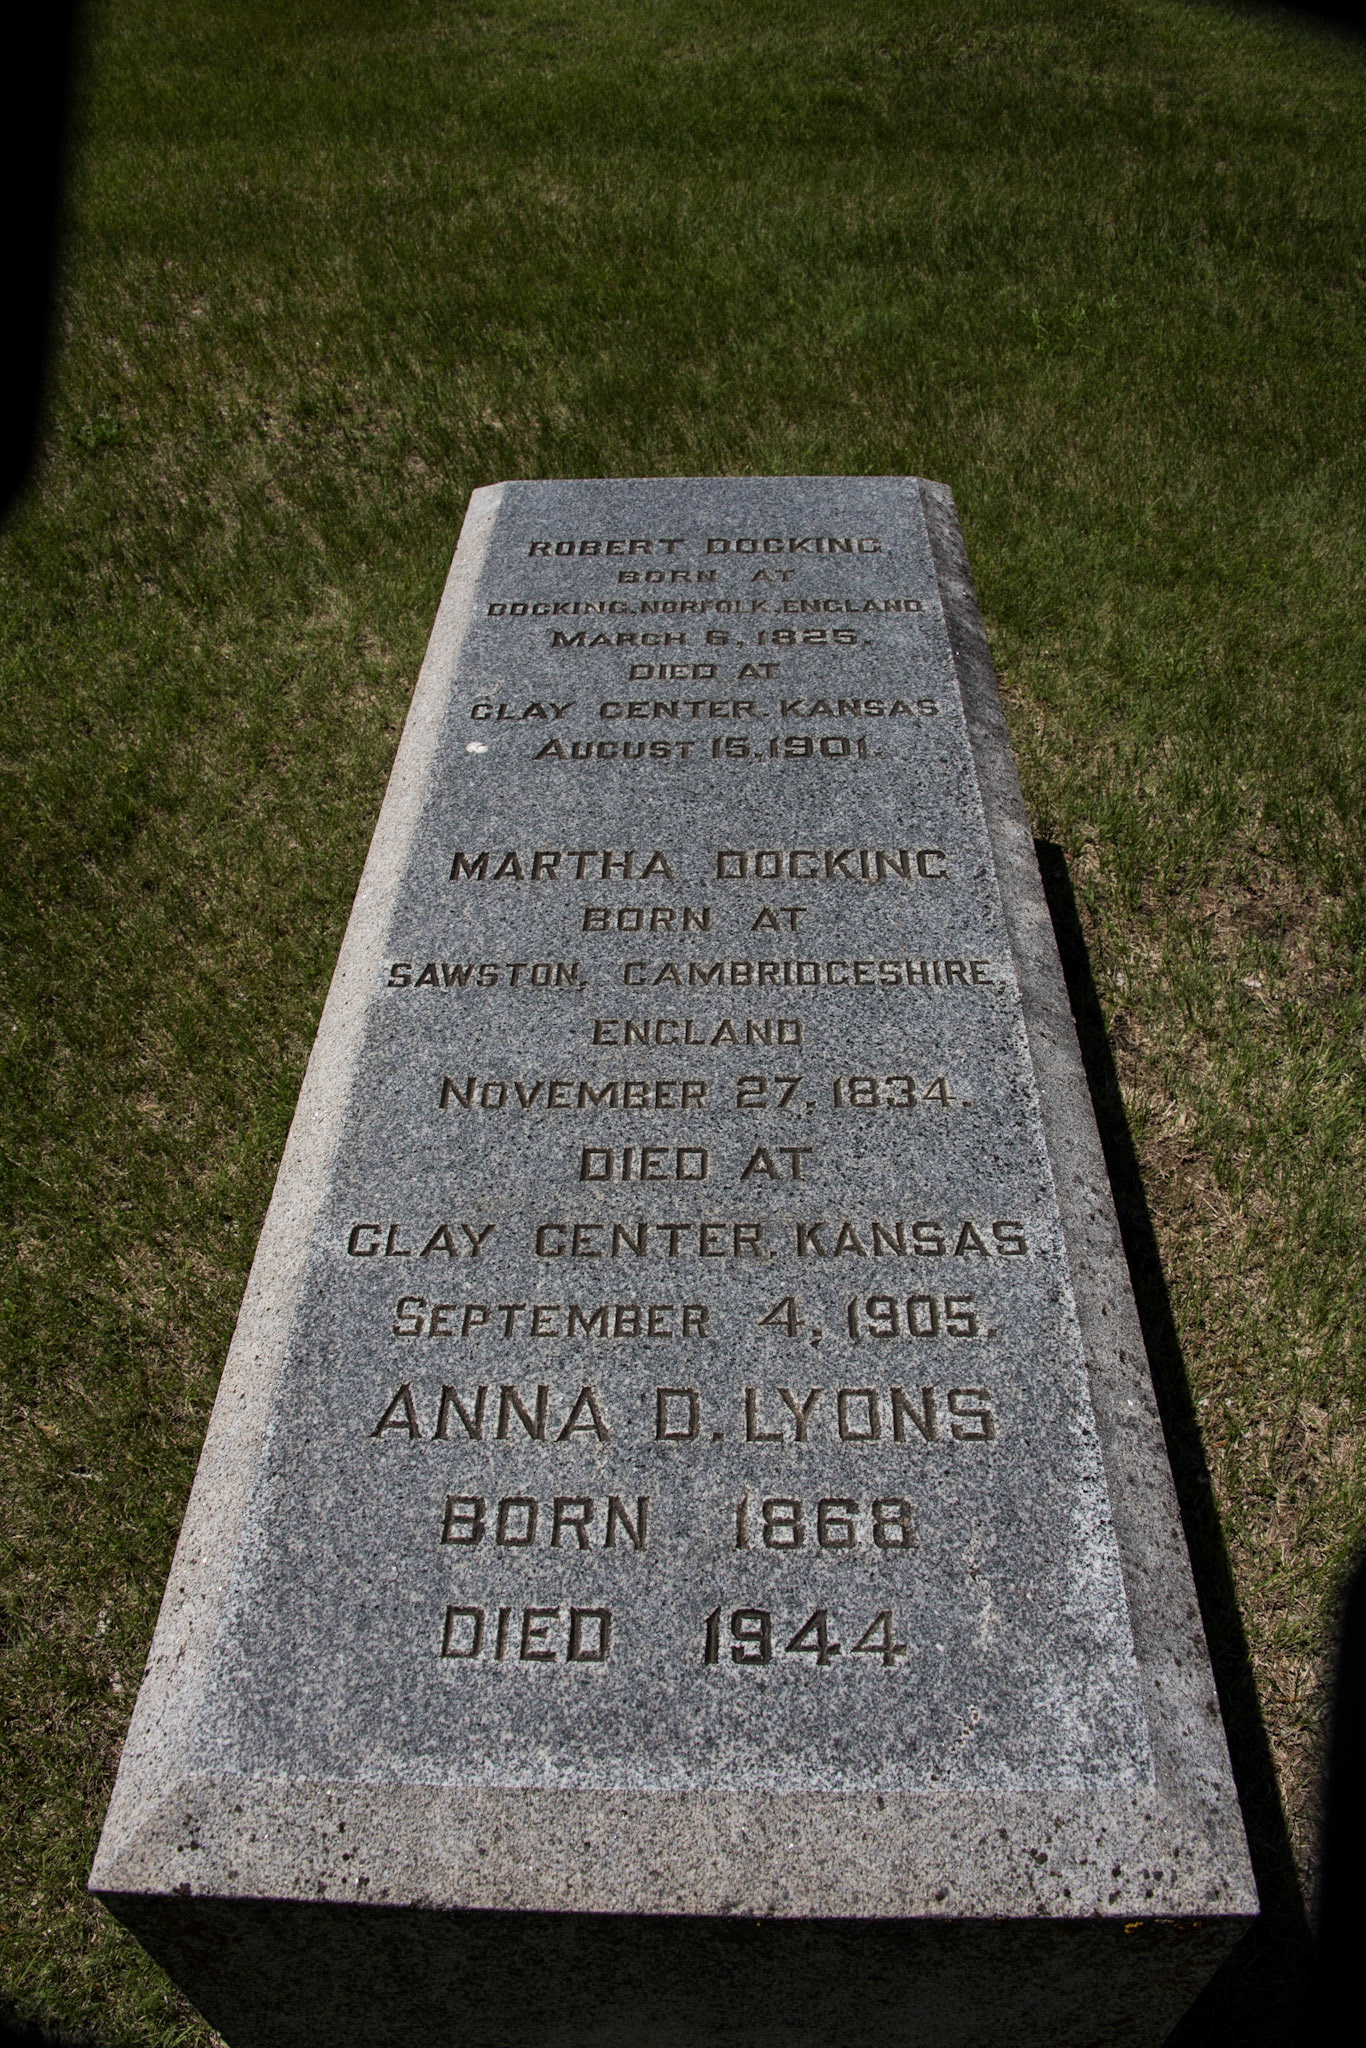 ROBERT DOCKING
BORN AT
DOCKING, NORFOLK, ENGLAND
MARCH 6, 1825.
DIED AT
CLAY CENTER, KANSAS
AUGUST 15, 1901.
MARTHA DOCKING
BORN AT
SAWSTON, CAMBRIDGESHIRE,
ENGLAND
NOVEMBER 27, 1834.
DIED AT
CLAY CENTER, KANSAS
SEPTEMBER 4, 1905.
ANNA D. LYONS
BORN 1868
DIED 1944